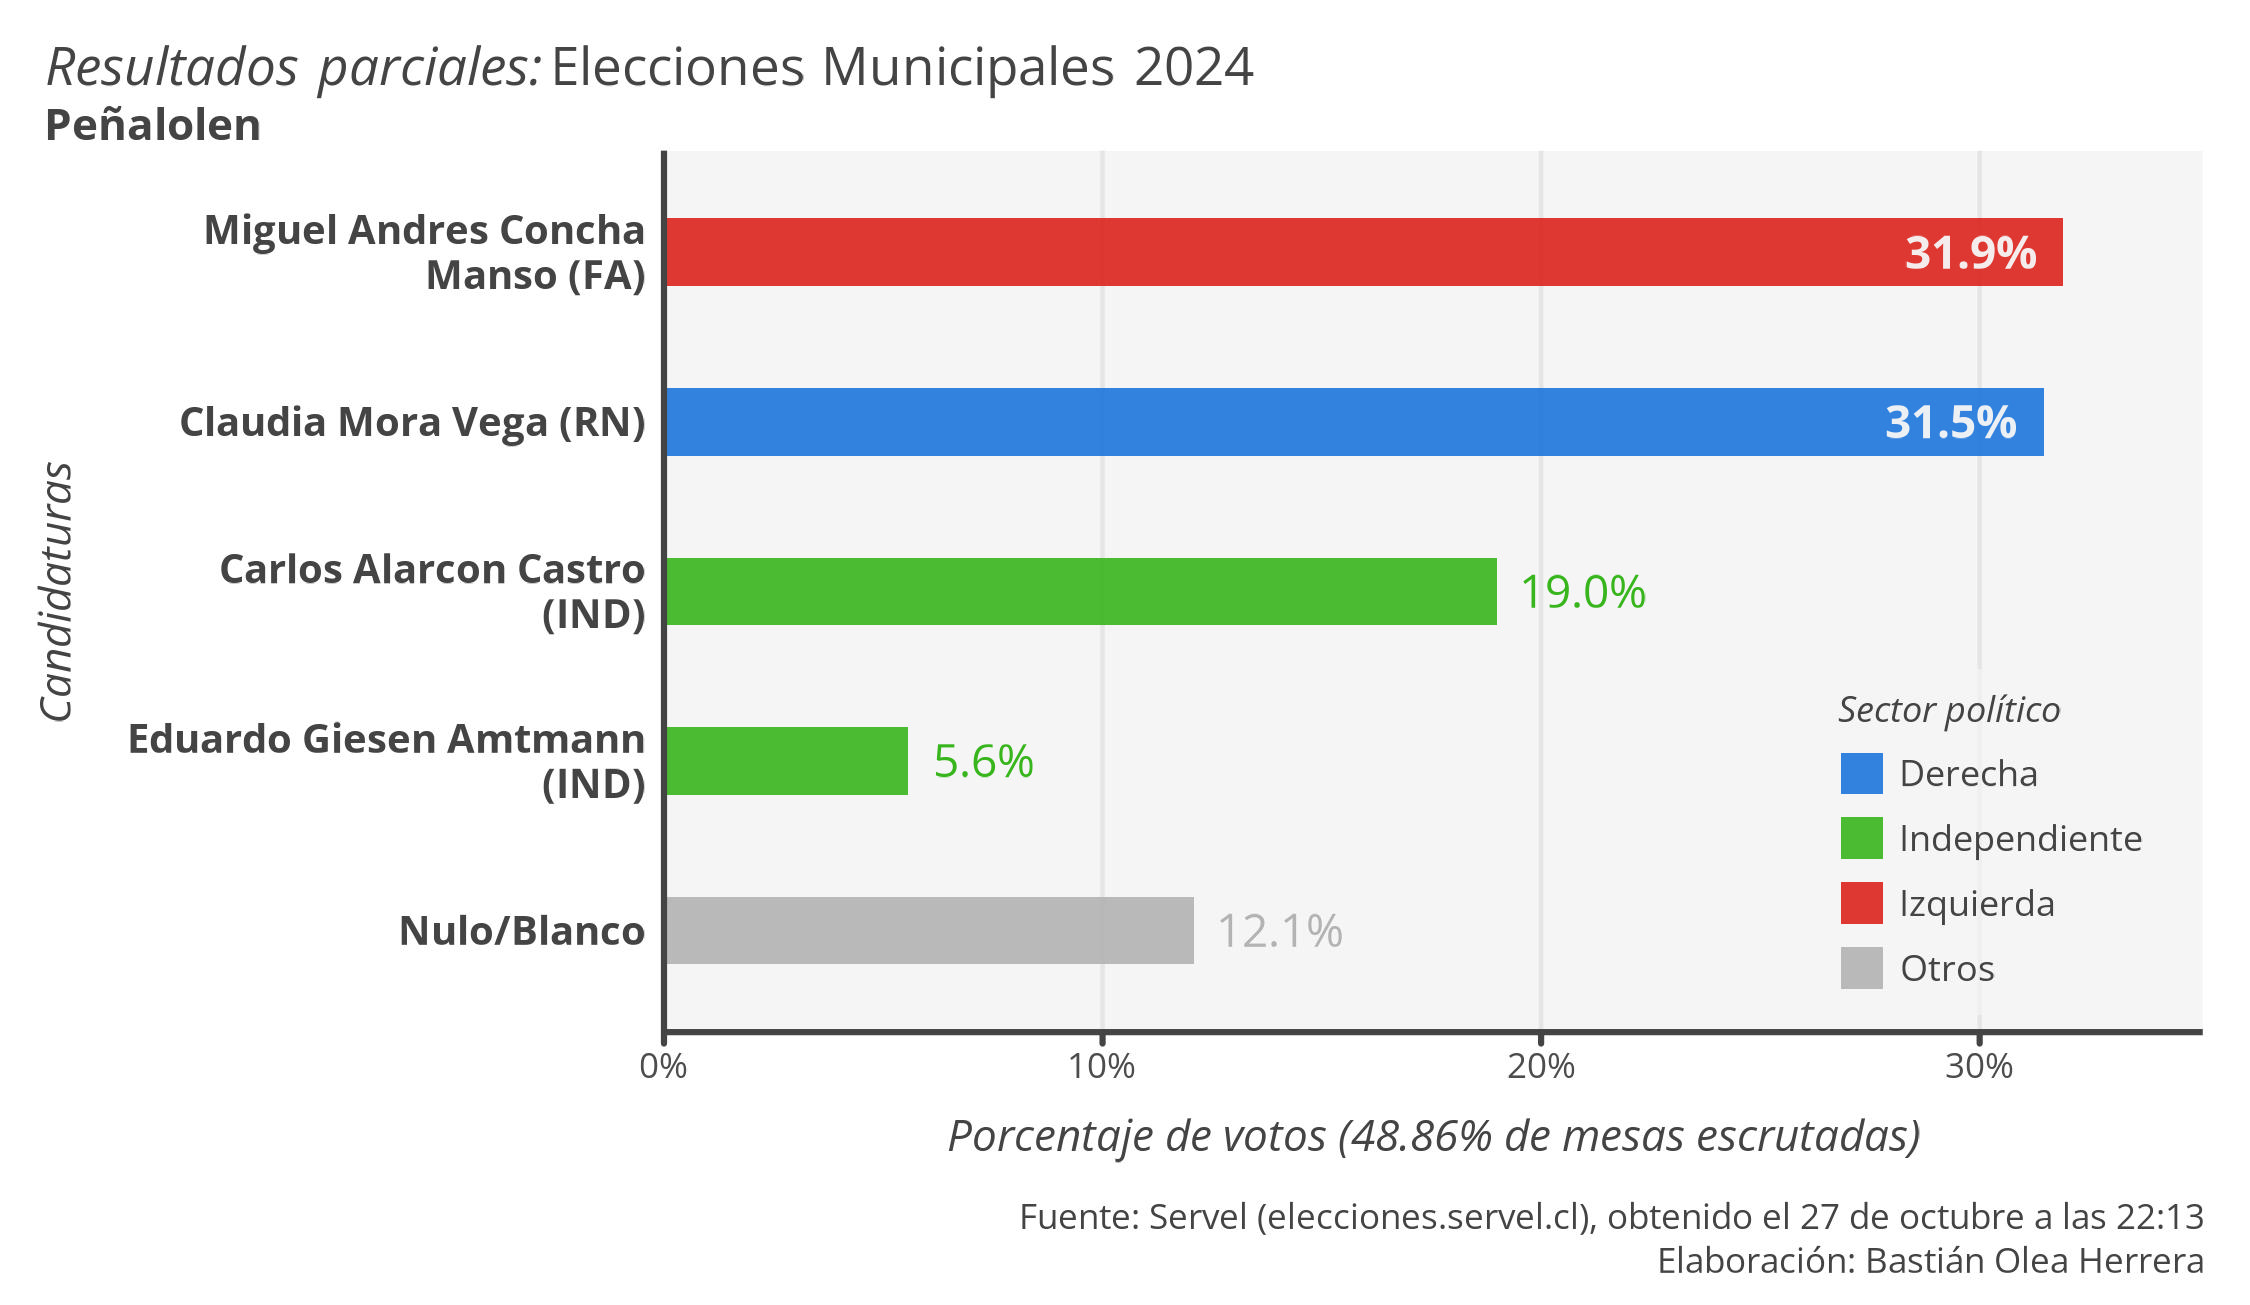 Resultados parciales: Elecciones Municipales 2024
Peñalolen
Candidaturas
Miguel Andres Concha
Manso (FA)
31.9%
Claudia Mora Vega (RN)
31.5%
Carlos Alarcon Castro
(IND)
19.0%
Eduardo Giesen Amtmann
(IND)
5.6%
Nulo/Blanco
12.1%
Sector político
Derecha
Independiente
Izquierda
Otros
0% 10% 20% 30%
Porcentaje de votos (48.86% de mesas escrutadas)
Fuente: Servel (elecciones.servel.cl), obtenido el 27 de octubre a las 22:13
Elaboración: Bastián Olea Herrera